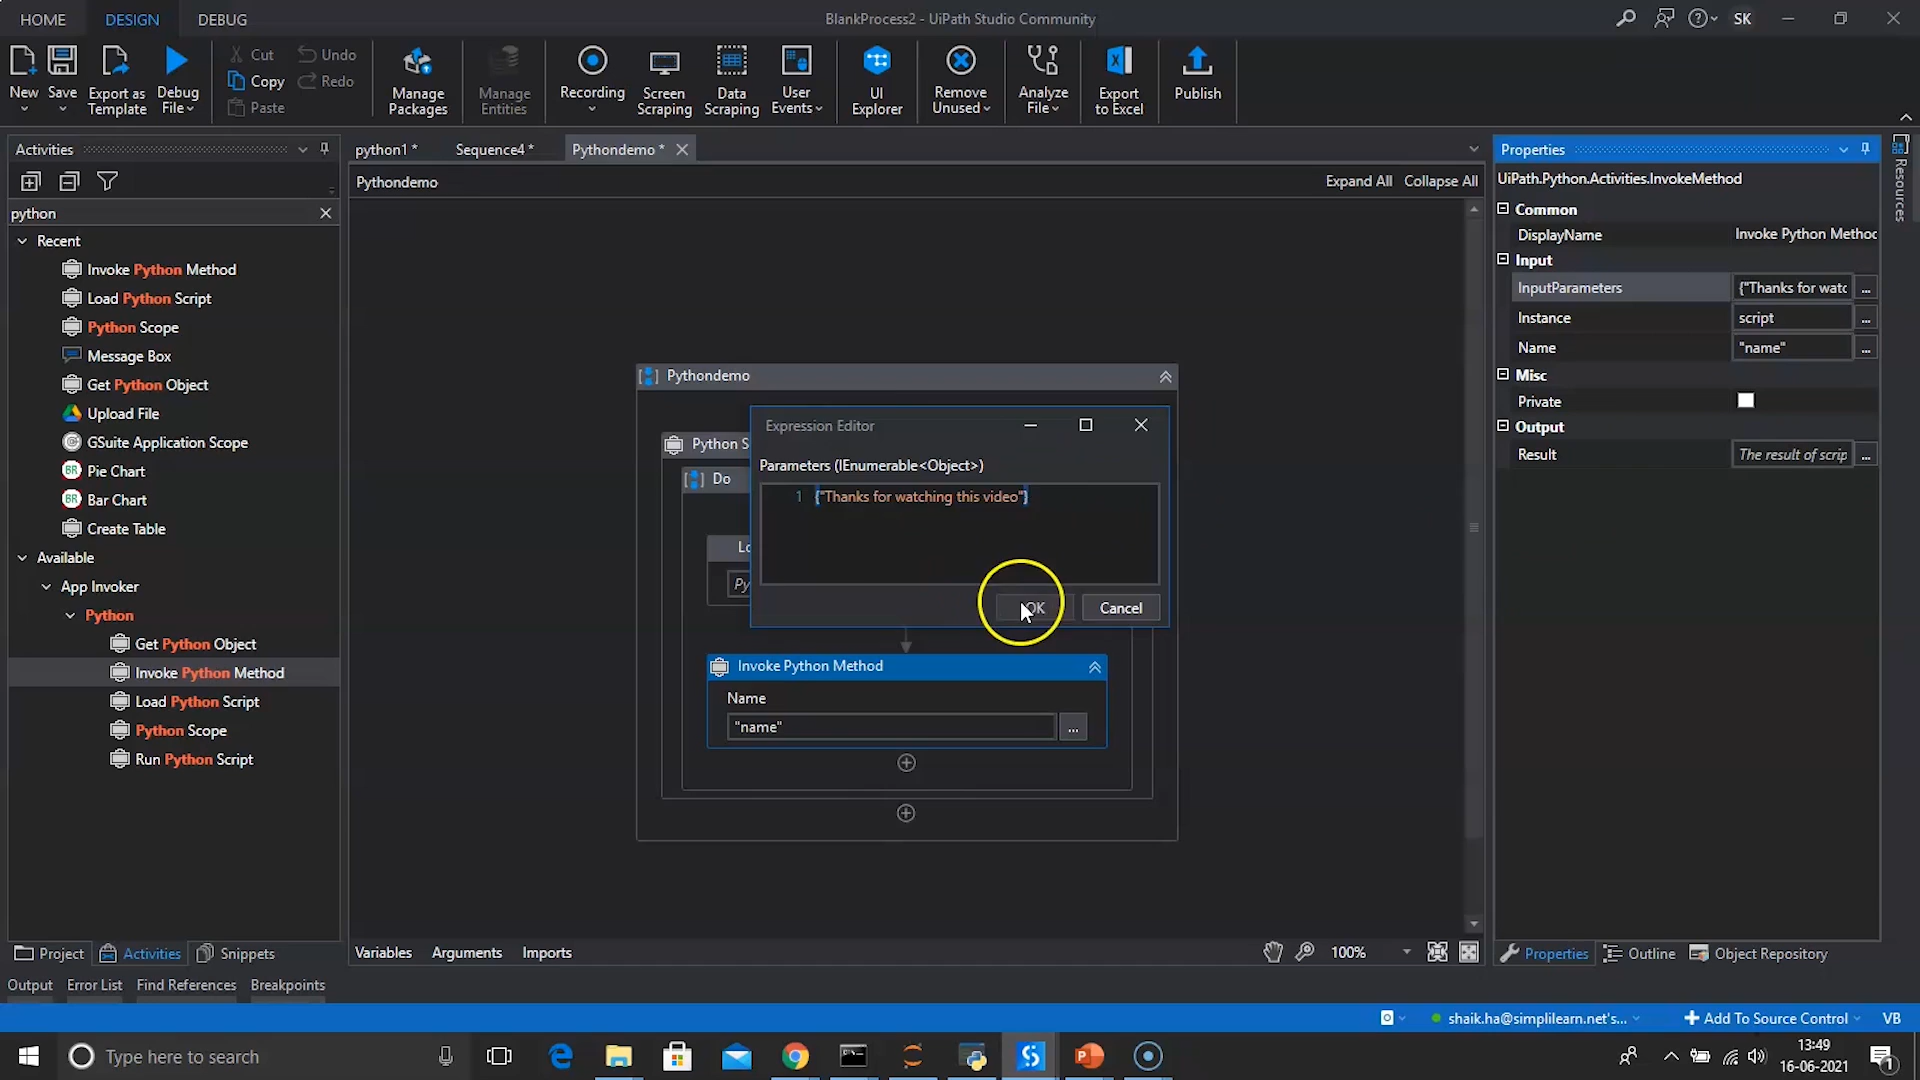 HOME DESIGN DEBUG
BlankProcess2 - UiPath Studio Community
SK
New
Save
Export as Template
Debug File
Cut
Copy
Paste
Undo
Redo
Manage Packages
Manage Entities
Recording
Screen Scraping
Data Scraping
User Events
UI Explorer
Remove Unused
Analyze File
Export to Excel
Publish
Activities
python
Recent
Invoke Python Method
Load Python Script
Python Scope
Message Box
Get Python Object
Upload File
GSuite Application Scope
BR Pie Chart
BR Bar Chart
Create Table
Available
App Invoker
Python
Get Python Object
Invoke Python Method
Load Python Script
Python Scope
Run Python Script
Project Activities Snippets
python1 * Sequence4 * Pythondemo *
Pythondemo
Expand All Collapse All
Pythondemo
Python S
Do
Lo
Py
Expression Editor
Parameters (IEnumerable<Object>)
1 {"Thanks for watching this video"}
OK Cancel
Invoke Python Method
Name
"name" ...
Variables Arguments Imports
100%
Properties
UiPath.Python.Activities.InvokeMethod
Common
DisplayName Invoke Python Method
Input
InputParameters {"Thanks for watc ...
Instance script ...
Name "name" ...
Misc
Private
Output
Result The result of scrip ...
Resources
Properties Outline Object Repository
Output Error List Find References Breakpoints
shaik.ha@simplilearn.net's... Add To Source Control VB
Type here to search
13:49
16-06-2021
1